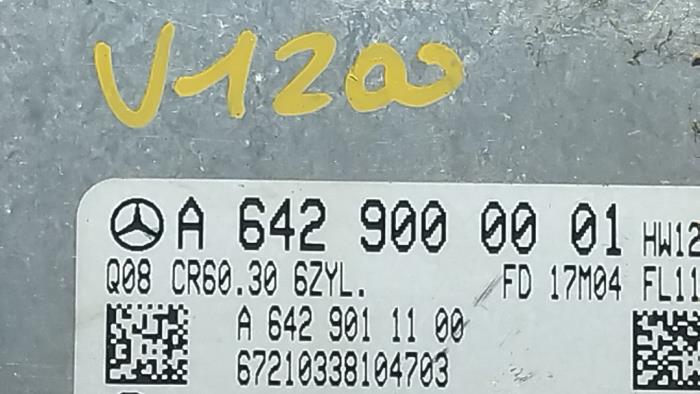 V1200
A 642 900 00 01 HW12
Q08 CR60.30 6ZYL. FD 17M04 FL11
A 642 901 11 00
67210338104703